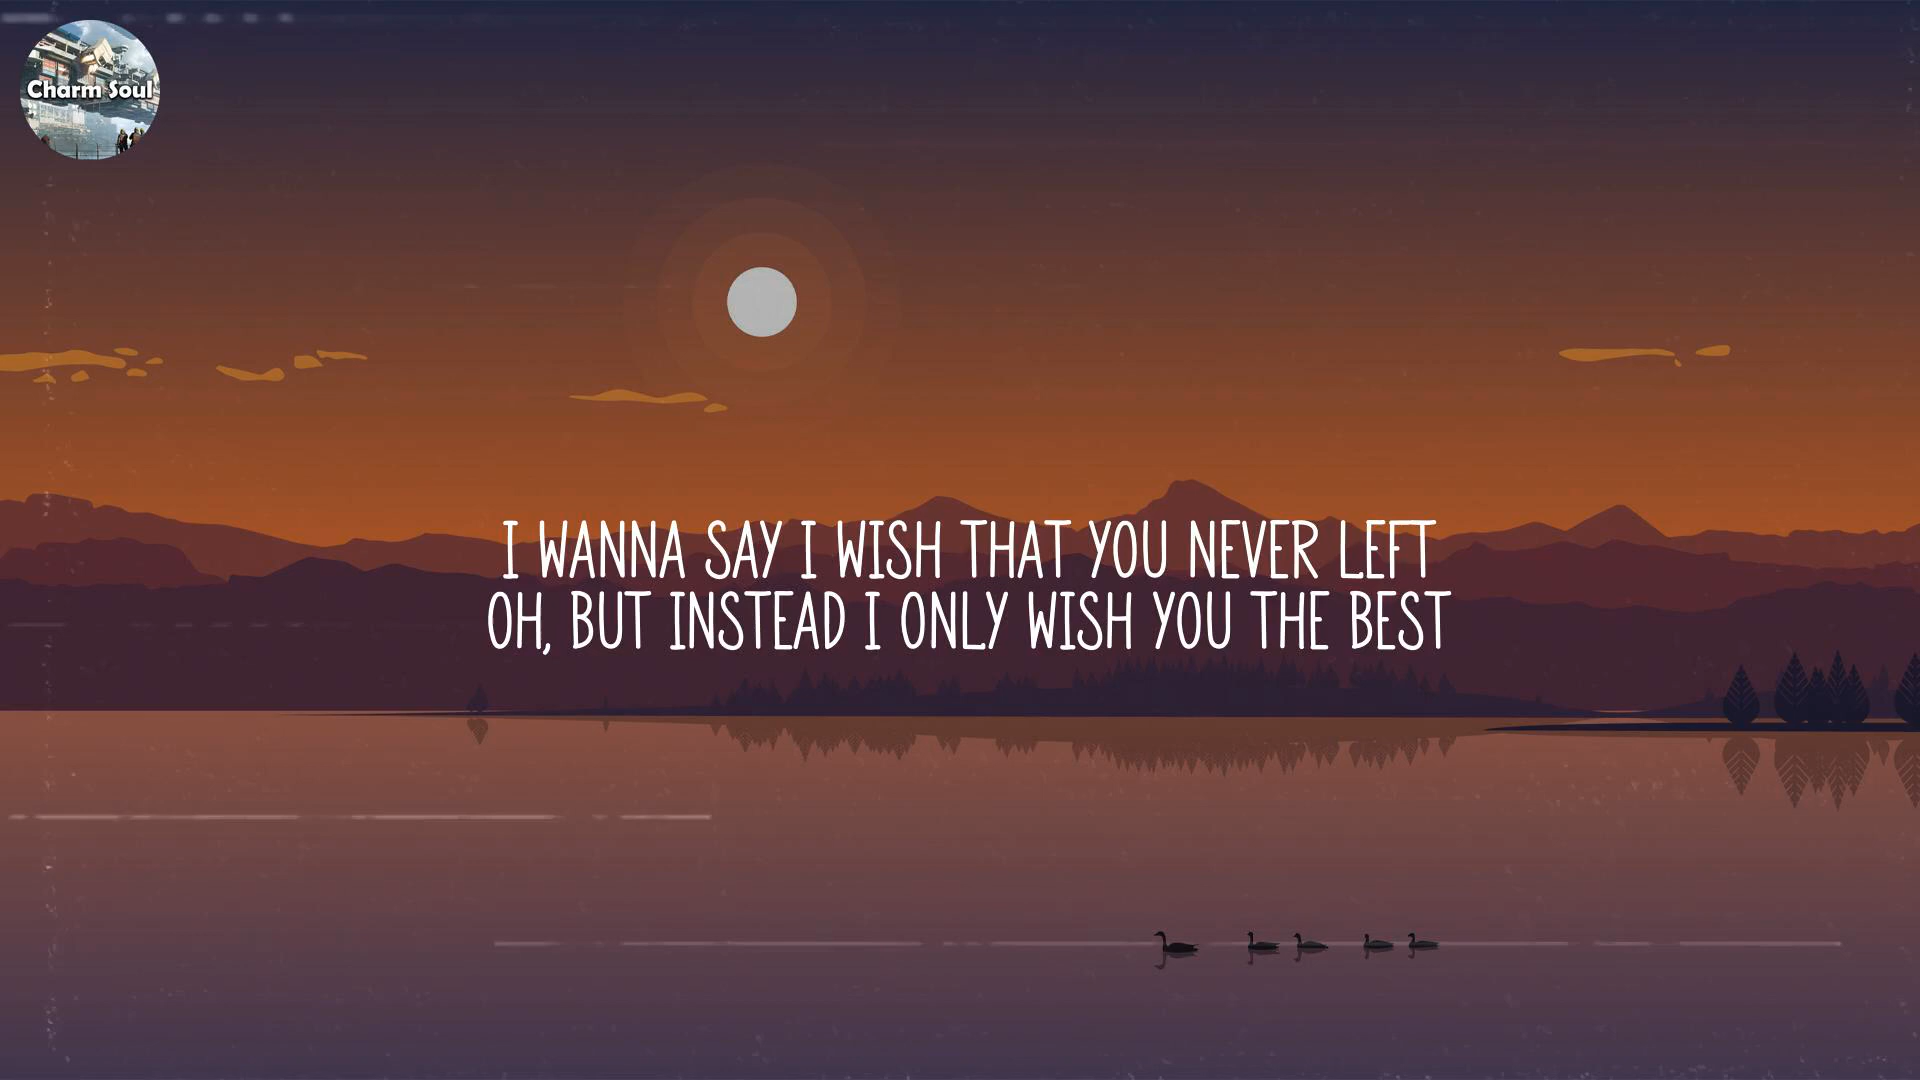 Charm Soul
I WANNA SAY I WISH THAT YOU NEVER LEFT
OH, BUT INSTEAD I ONLY WISH YOU THE BEST